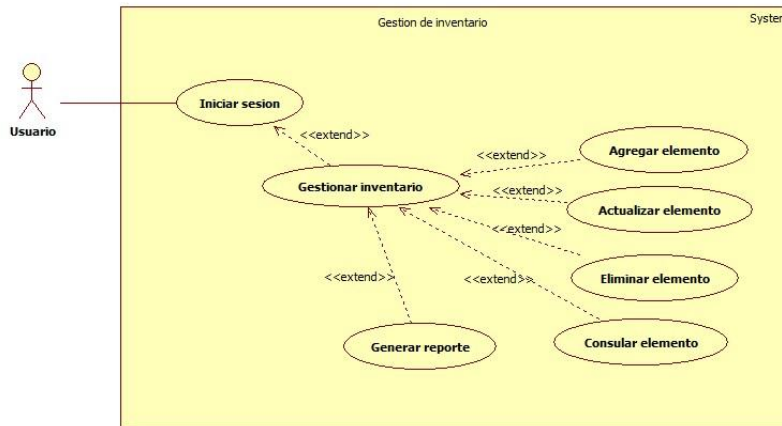 Gestion de inventario
System
Usuario
Iniciar sesion
<<extend>>
Gestionar inventario
<<extend>>
Agregar elemento
<<extend>>
Actualizar elemento
<<extend>>
Eliminar elemento
<<extend>>
Consular elemento
<<extend>>
Generar reporte